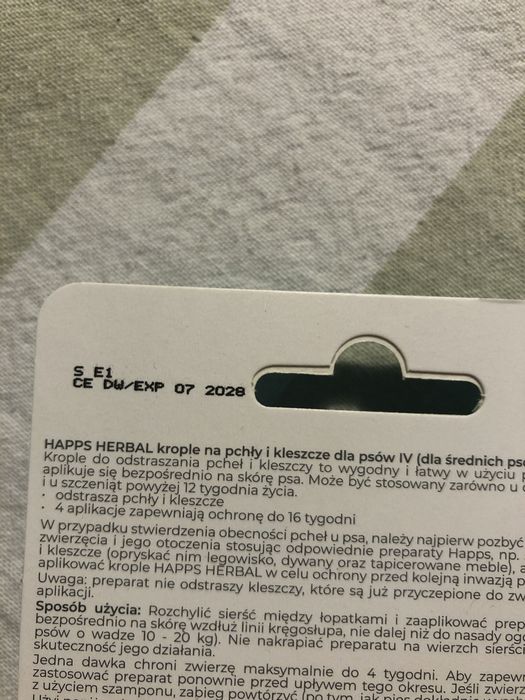 S E1
CE DW/EXP 07 2028
HAPPS HERBAL krople na pchły i kleszcze dla psów IV (dla średnich
Krople do odstraszania pcheł i kleszczy to wygodny i łatwy w użyciu
aplikuje się bezpośrednio na skórę psa. Może być stosowany zarówno u
i u szczeniąt powyżej 12 tygodnia życia.
· odstrasza pchły i kleszcze
· 4 aplikacje zapewniają ochronę do 16 tygodni
W przypadku stwierdzenia obecności pcheł u psa, należy najpierw pozbyć
zwierzęcia i jego otoczenia stosując odpowiednie preparaty Happs, np.
i kleszcze (opryskać nim legowisko, dywany oraz tapicerowane meble),
aplikować krople HAPPS HERBAL w celu ochrony przed kolejną inwazją
Uwaga: preparat nie odstraszy kleszczy, które są już przyczepione do
aplikacji.
Sposób użycia: Rozchylić sierść między łopatkami i zaaplikować
bezpośrednio na skórę wzdłuż linii kręgosłupa, nie dalej niż do nasady
psów o wadze 10 - 20 kg). Nie nakrapiać preparatu na wierzch
skuteczność jego działania.
Jedna dawka chroni zwierzę maksymalnie do 4 tygodni. Aby
zastosować preparat ponownie przed upływem tego okresu. Jeśli
z użyciem szamponu, zabieg powtórzyć